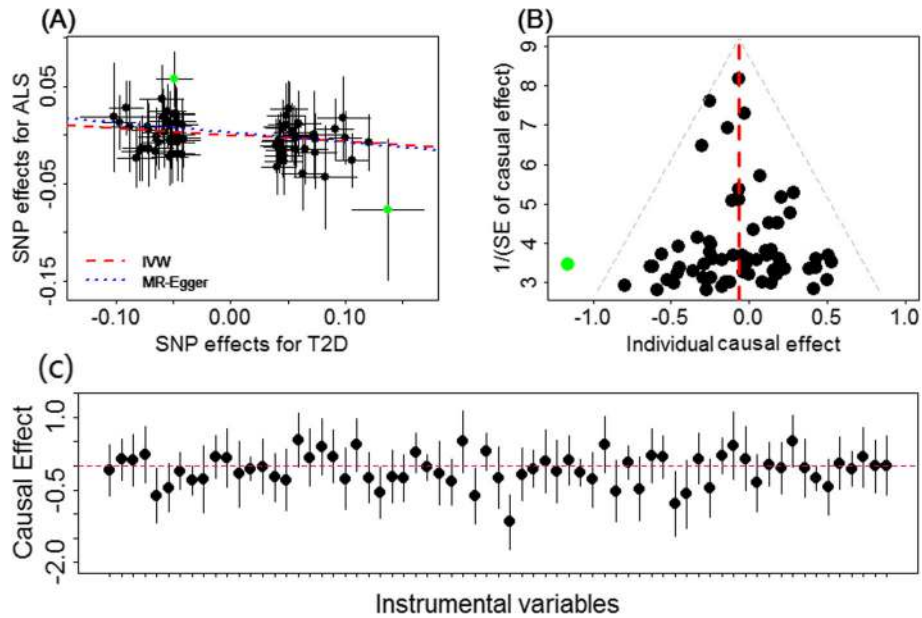 (A)
SNP effects for ALS
0.05
-0.05
-0.15
IVW
MR-Egger
-0.10 0.00 0.05 0.10
SNP effects for T2D
(B)
1/(SE of casual effect)
9
8
7
6
5
4
3
-1.0 -0.5 0.0 0.5 1.0
Individual causal effect
(C)
Causal Effect
1.0
-0.5
-2.0
Instrumental variables